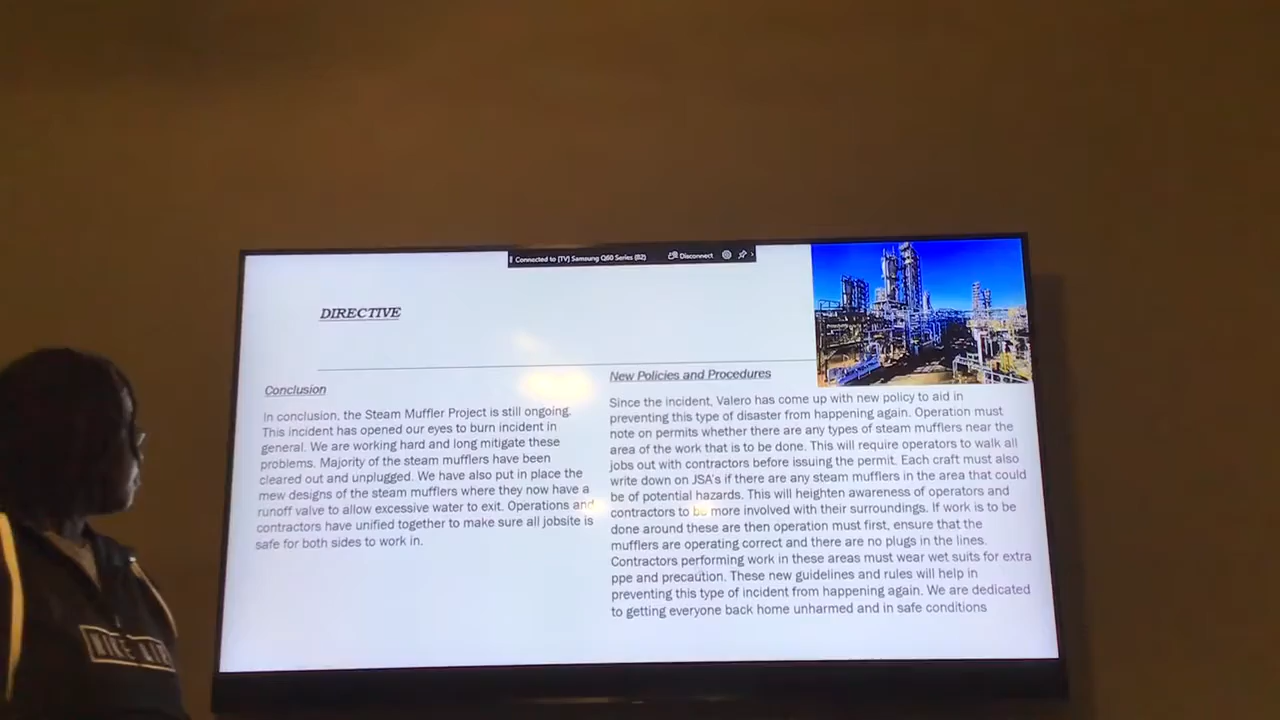 Connected to [TV] Samsung Q60 Series (82) Disconnect
DIRECTIVE
Conclusion
In conclusion, the Steam Muffler Project is still ongoing.
This incident has opened our eyes to burn incident in
general. We are working hard and long mitigate these
problems. Majority of the steam mufflers have been
cleared out and unplugged. We have also put in place the
mew designs of the steam mufflers where they now have a
runoff valve to allow excessive water to exit. Operations and
contractors have unified together to make sure all jobsite is
safe for both sides to work in.
New Policies and Procedures
Since the incident, Valero has come up with new policy to aid in
preventing this type of disaster from happening again. Operation must
note on permits whether there are any types of steam mufflers near the
area of the work that is to be done. This will require operators to walk all
jobs out with contractors before issuing the permit. Each craft must also
write down on JSA's if there are any steam mufflers in the area that could
be of potential hazards. This will heighten awareness of operators and
contractors to be more involved with their surroundings. If work is to be
done around these are then operation must first, ensure that the
mufflers are operating correct and there are no plugs in the lines.
Contractors performing work in these areas must wear wet suits for extra
ppe and precaution. These new guidelines and rules will help in
preventing this type of incident from happening again. We are dedicated
to getting everyone back home unharmed and in safe conditions
NIKE AIR